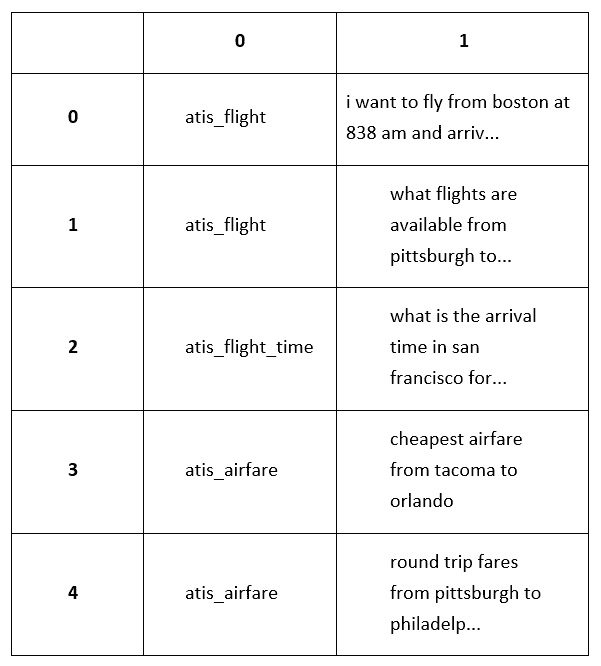 0 1
0 atis_flight i want to fly from boston at
838 am and arriv...
1 atis_flight what flights are
available from
pittsburgh to...
2 atis_flight_time what is the arrival
time in san
francisco for...
3 atis_airfare cheapest airfare
from tacoma to
orlando
4 atis_airfare round trip fares
from pittsburgh to
philadelp...